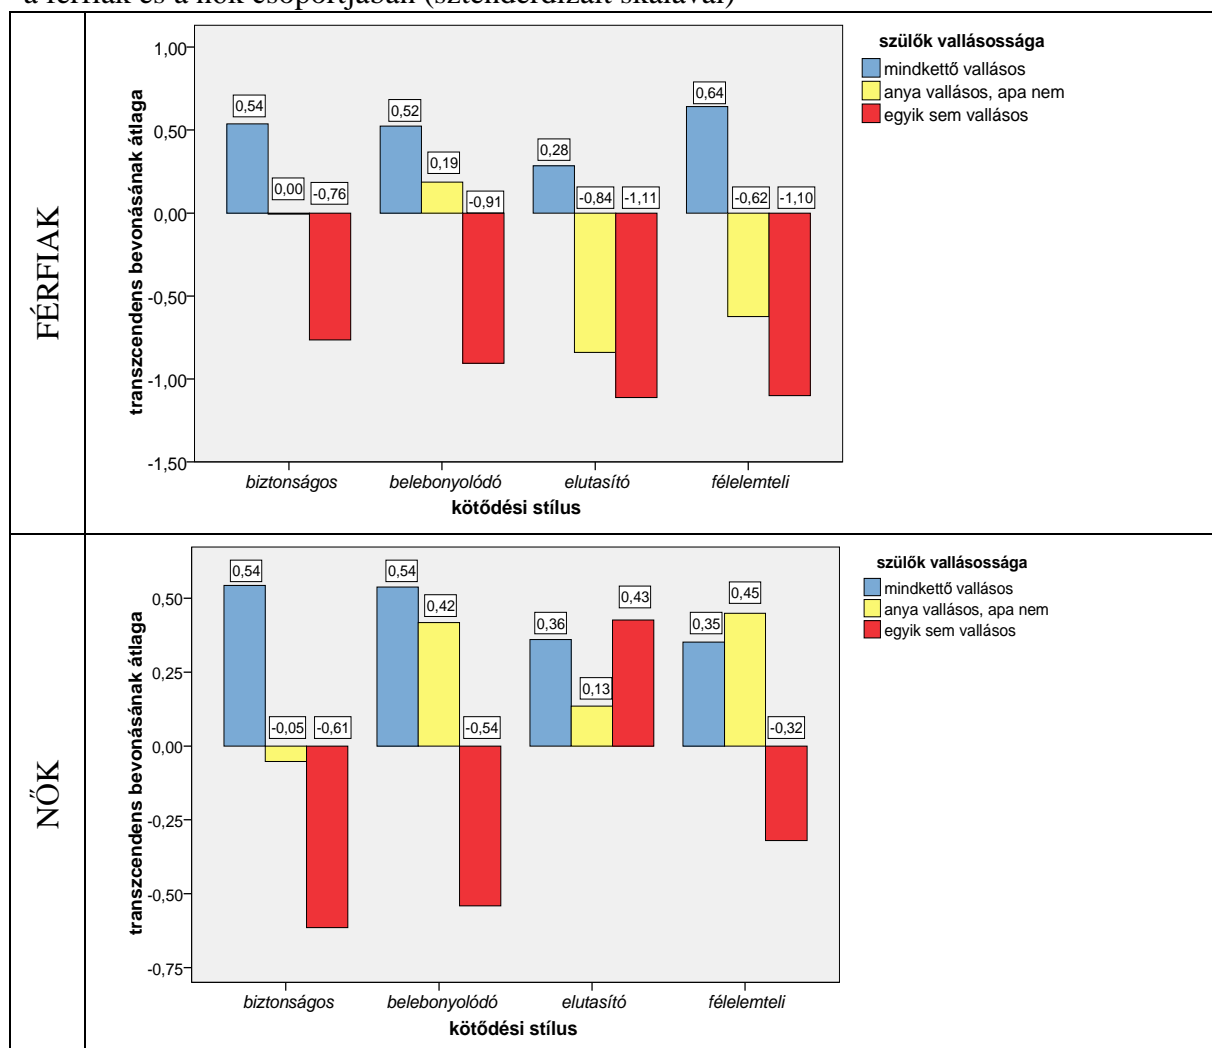 a férfiak és a nők csoportjában (sztenderdizált skálával)
FÉRFIAK
transzcendens bevonásának átlaga
1,00
0,50
0,00
-0,50
-1,00
-1,50
0,54
0,00
-0,76
0,52
0,19
-0,91
0,28
-0,84
-1,11
0,64
-0,62
-1,10
biztonságos
belebonyolódó
elutasító
félelemteli
kötődési stílus
szülők vallásossága
mindkettő vallásos
anya vallásos, apa nem
egyik sem vallásos
NŐK
transzcendens bevonásának átlaga
0,50
0,25
0,00
-0,25
-0,50
-0,75
0,54
-0,05
-0,61
0,54
0,42
-0,54
0,36
0,13
0,43
0,35
0,45
-0,32
biztonságos
belebonyolódó
elutasító
félelemteli
kötődési stílus
szülők vallásossága
mindkettő vallásos
anya vallásos, apa nem
egyik sem vallásos